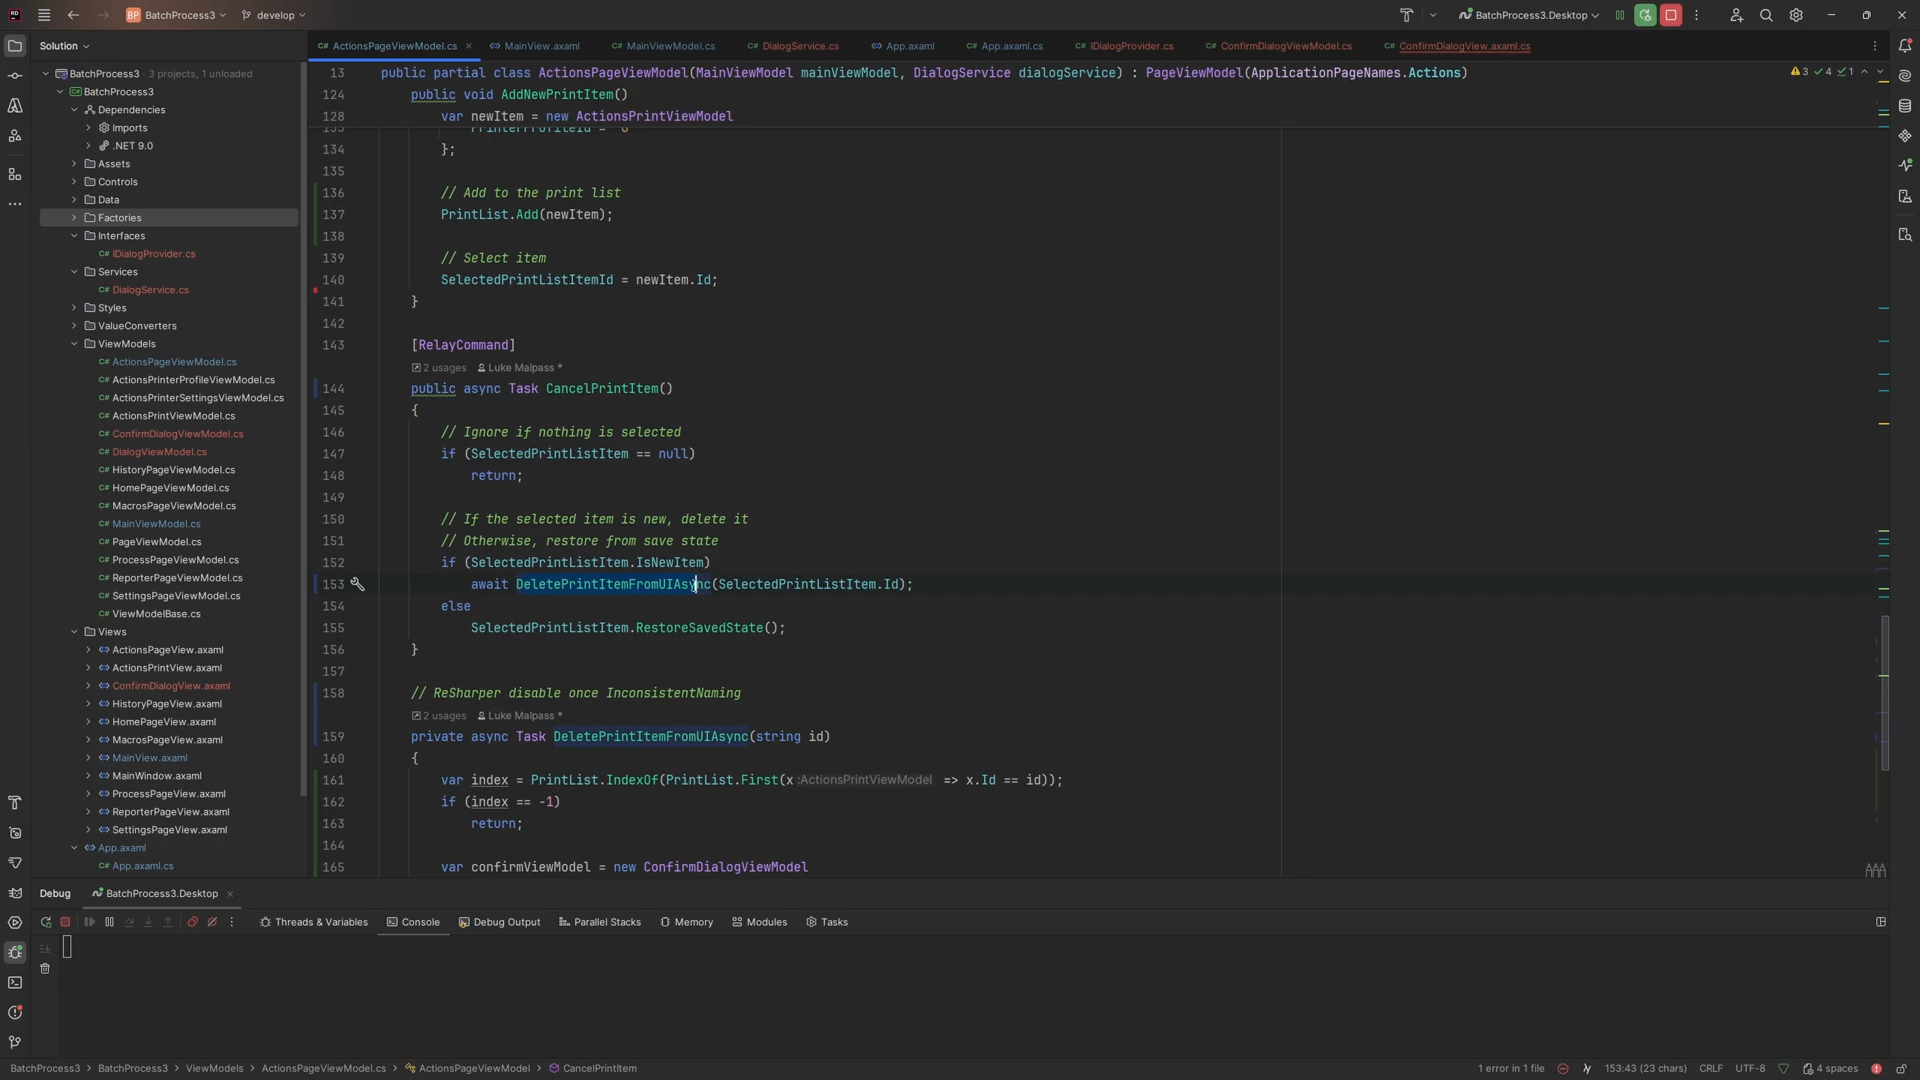 BP BatchProcess3 develop BatchProcess3.Desktop
Solution
ActionsPageViewModel.cs MainView.axaml MainViewModel.cs DialogService.cs App.axaml App.axaml.cs IDialogProvider.cs ConfirmDialogViewModel.cs ConfirmDialogView.axaml.cs
BatchProcess3 · 3 projects, 1 unloaded
BatchProcess3
Dependencies
Imports
.NET 9.0
Assets
Controls
Data
Factories
Interfaces
C# IDialogProvider.cs
Services
C# DialogService.cs
Styles
ValueConverters
ViewModels
C# ActionsPageViewModel.cs
C# ActionsPrinterProfileViewModel.cs
C# ActionsPrinterSettingsViewModel.cs
C# ActionsPrintViewModel.cs
C# ConfirmDialogViewModel.cs
C# DialogViewModel.cs
C# HistoryPageViewModel.cs
C# HomePageViewModel.cs
C# MacrosPageViewModel.cs
C# MainViewModel.cs
C# PageViewModel.cs
C# ProcessPageViewModel.cs
C# ReporterPageViewModel.cs
C# SettingsPageViewModel.cs
C# ViewModelBase.cs
Views
ActionsPageView.axaml
ActionsPrintView.axaml
ConfirmDialogView.axaml
HistoryPageView.axaml
HomePageView.axaml
MacrosPageView.axaml
MainView.axaml
MainWindow.axaml
ProcessPageView.axaml
ReporterPageView.axaml
SettingsPageView.axaml
App.axaml
C# App.axaml.cs
13 public partial class ActionsPageViewModel(MainViewModel mainViewModel, DialogService dialogService) : PageViewModel(ApplicationPageNames.Actions) 3 4 1
124 public void AddNewPrintItem()
128 var newItem = new ActionsPrintViewModel
134 };
135
136 // Add to the print list
137 PrintList.Add(newItem);
138
139 // Select item
140 SelectedPrintListItemId = newItem.Id;
141 }
142
143 [RelayCommand]
2 usages Luke Malpass *
144 public async Task CancelPrintItem()
145 {
146 // Ignore if nothing is selected
147 if (SelectedPrintListItem == null)
148 return;
149
150 // If the selected item is new, delete it
151 // Otherwise, restore from save state
152 if (SelectedPrintListItem.IsNewItem)
153 await DeletePrintItemFromUIAsync(SelectedPrintListItem.Id);
154 else
155 SelectedPrintListItem.RestoreSavedState();
156 }
157
158 // ReSharper disable once InconsistentNaming
2 usages Luke Malpass *
159 private async Task DeletePrintItemFromUIAsync(string id)
160 {
161 var index = PrintList.IndexOf(PrintList.First(x :ActionsPrintViewModel => x.Id == id));
162 if (index == -1)
163 return;
164
165 var confirmViewModel = new ConfirmDialogViewModel
Debug BatchProcess3.Desktop
Threads & Variables Console Debug Output Parallel Stacks Memory Modules Tasks
BatchProcess3 > BatchProcess3 > ViewModels > ActionsPageViewModel.cs > ActionsPageViewModel > CancelPrintItem 1 error in 1 file 153:43 (23 chars) CRLF UTF-8 4 spaces